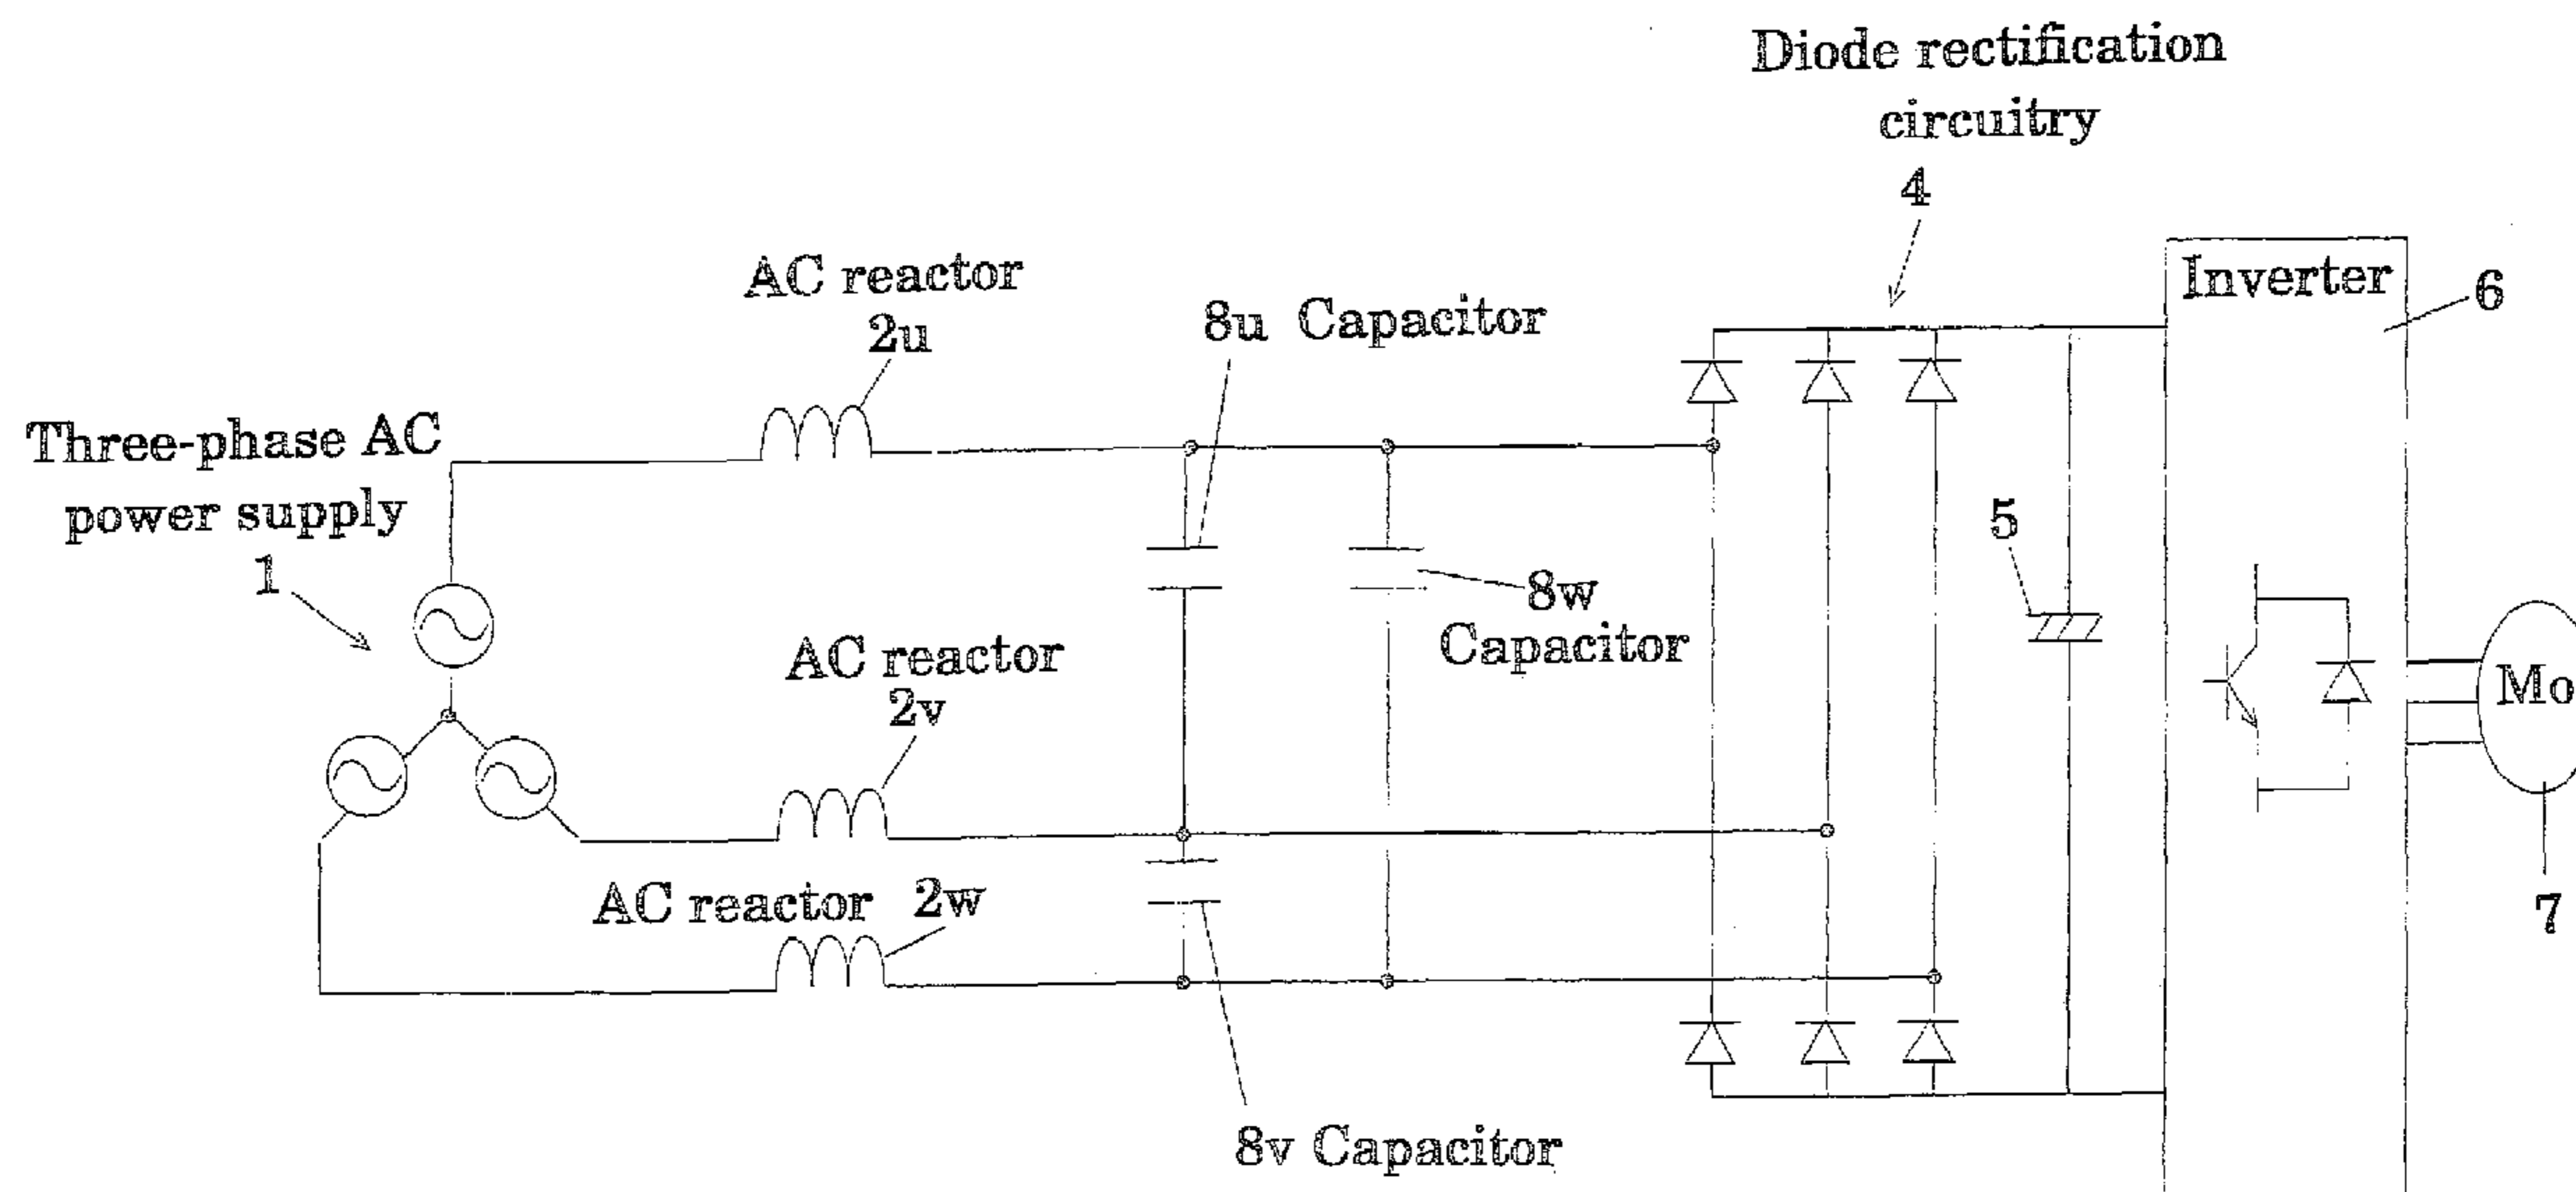 Diode rectification
circuitry
4
Inverter
6
AC reactor
2u
8u Capacitor
Three-phase AC
power supply
1
5
8w
Capacitor
AC reactor
2v
Mo
AC reactor 2w
7
8v Capacitor